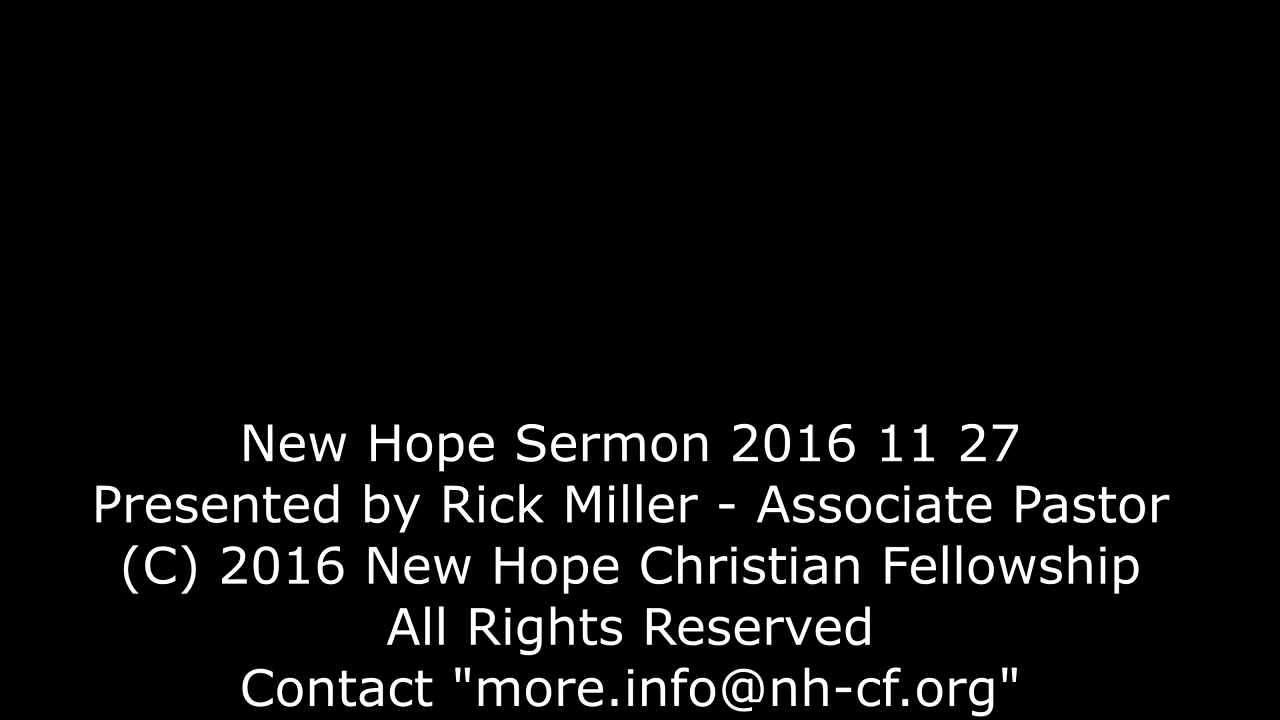 New Hope Sermon 2016 11 27
Presented by Rick Miller - Associate Pastor
(C) 2016 New Hope Christian Fellowship
All Rights Reserved
Contact "more.info@nh-cf.org"